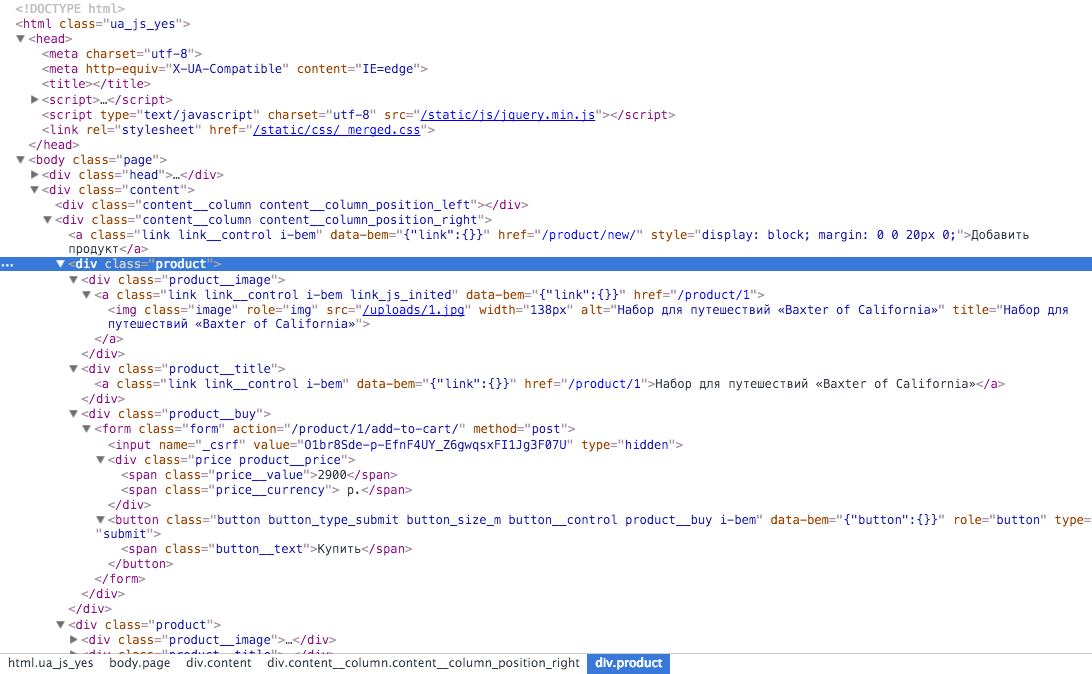 <!DOCTYPE html>
<html class="ua_js_yes">
▼<head>
<meta charset="utf-8">
<meta http-equiv="X-UA-Compatible" content="IE=edge">
<title></title>
▶<script>…</script>
<script type="text/javascript" charset="utf-8" src="/static/js/jquery.min.js"></script>
<link rel="stylesheet" href="/static/css/_merged.css">
</head>
▼<body class="page">
▶<div class="head">…</div>
▼<div class="content">
<div class="content__column content__column_position_left"></div>
▼<div class="content__column content__column_position_right">
<a class="link link__control i-bem" data-bem="{"link":{}}" href="/product/new/" style="display: block; margin: 0 0 20px 0;">Добавить
продукт</a>
… ▼<div class="product">
▼<div class="product__image">
▼<a class="link link__control i-bem link_js_inited" data-bem="{"link":{}}" href="/product/1">
<img class="image" role="img" src="/uploads/1.jpg" width="138px" alt="Набор для путешествий «Baxter of California»" title="Набор для
путешествий «Baxter of California»">
</a>
</div>
▼<div class="product__title">
<a class="link link__control i-bem" data-bem="{"link":{}}" href="/product/1">Набор для путешествий «Baxter of California»</a>
</div>
▼<div class="product__buy">
▼<form class="form" action="/product/1/add-to-cart/" method="post">
<input name="_csrf" value="O1br8Sde-p-EfnF4UY_Z6gwqsxFI1Jg3F07U" type="hidden">
▼<div class="price product__price">
<span class="price__value">2900</span>
<span class="price__currency"> р.</span>
</div>
▼<button class="button button_type_submit button_size_m button__control product__buy i-bem" data-bem="{"button":{}}" role="button" type=
"submit">
<span class="button__text">Купить</span>
</button>
</form>
</div>
</div>
▼<div class="product">
▶<div class="product__image">…</div>
▶<div class="product__title">…</div>
html.ua_js_yes body.page div.content div.content__column.content__column_position_right div.product